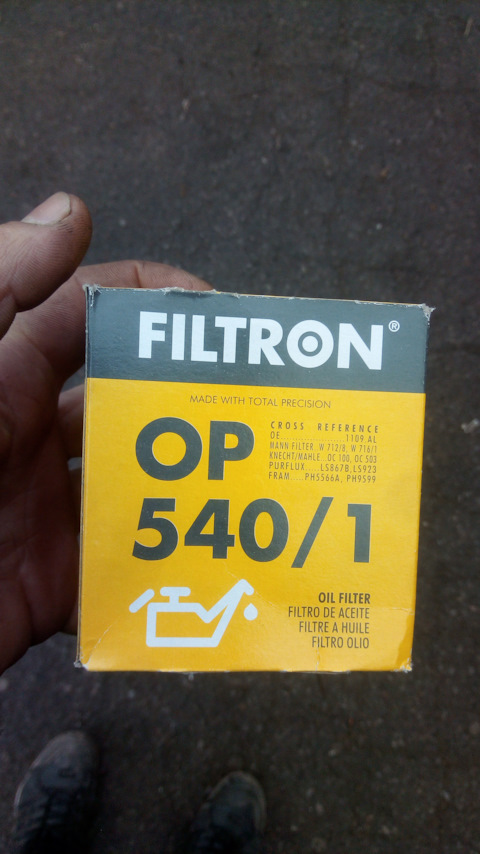 FILTRON®
MADE WITH TOTAL PRECISION
OP
540/1
CROSS REFERENCE
OE....................1109.AL
MANN FILTER W 712/8, W 716/1
KNECHT/MAHLE OC 100, OC 503
PURFLUX.....LS867B,LS923
FRAM.....PH5566A, PH9599
OIL FILTER
FILTRO DE ACEITE
FILTRE A HUILE
FILTRO OLIO